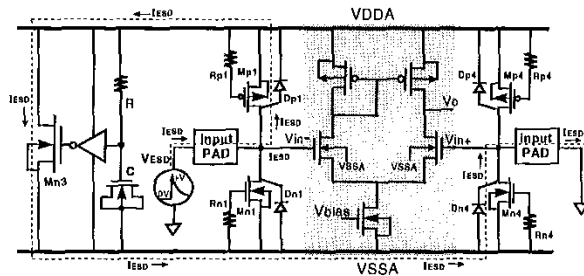 IESD
VDDA
Rp1 Mp1
Dp1
Dp4 Mp4
Rp4
R
IESD
IESD
IESD
Vo
IESD
IESD
VESD
Input
PAD
Vin-
Vin+
Input
PAD
IESD
VSSA
VSSA
C
+V
0V
Mn3
Rn1
Mn1
Dn1
Vbias
Dn4
Mn4
Rn4
IESD
VSSA
IESD